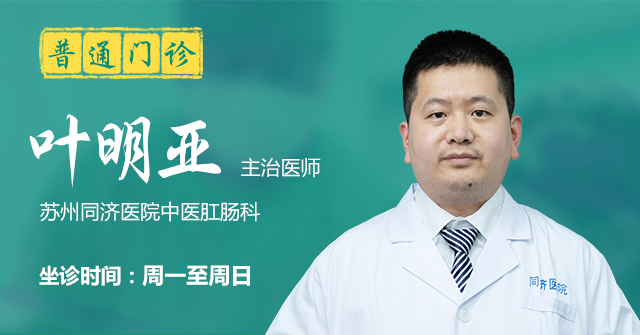 普通门诊
叶明亚 主治医师
苏州同济医院中医肛肠科
坐诊时间：周一至周日
同济医院